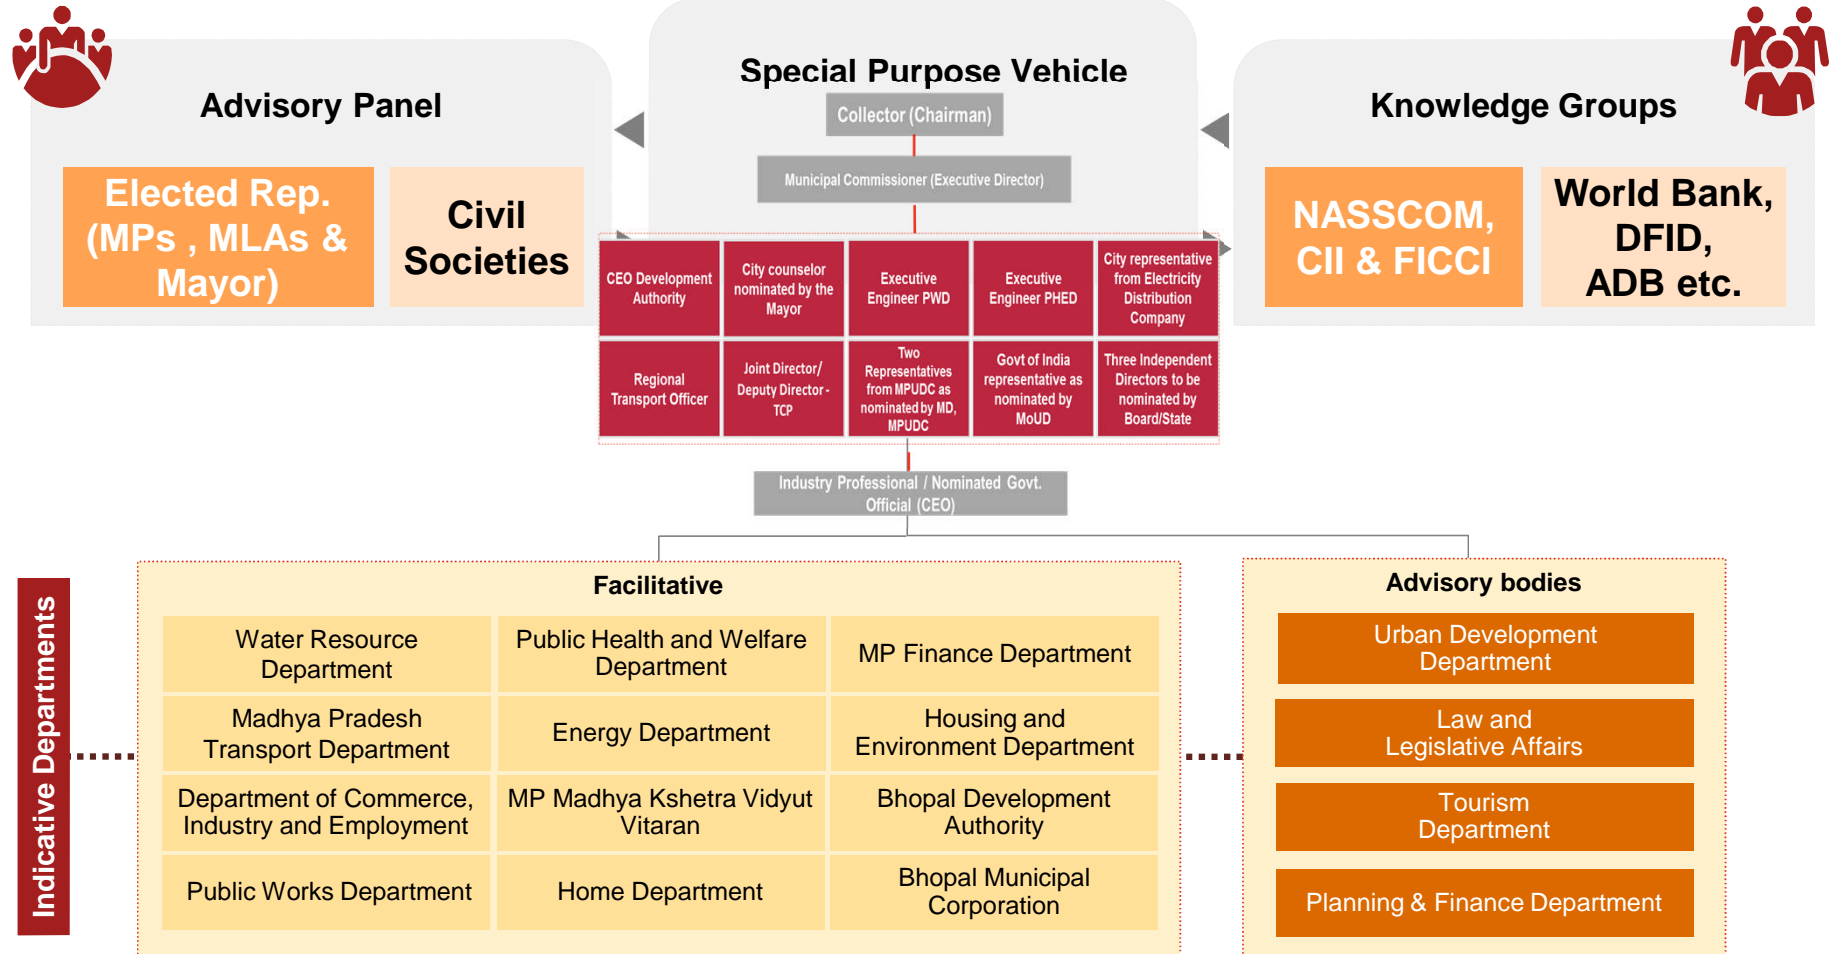 Special Purpose Vehicle
Advisory Panel
Elected Rep.
(MPs , MLAs &
Mayor)
Civil
Societies
Collector (Chairman)
Municipal Commissioner (Executive Director)
Knowledge Groups
NASSCOM,
CII & FICCI
World Bank,
DFID,
ADB etc.
CEO Development
Authority
City counselor
nominated by the
Mayor
Executive
Engineer PWD
Executive
Engineer PHED
City representative
from Electricity
Distribution
Company
Regional
Transport Officer
Joint Director/
Deputy Director -
TCP
Two
Representatives
from MPUDC as
nominated by MD,
MPUDC
Govt of India
representative as
nominated by
MoUD
Three Independent
Directors to be
nominated by
Board/State
Industry Professional / Nominated Govt.
Official (CEO)
Indicative Departments
Facilitative
Water Resource
Department
Public Health and Welfare
Department
MP Finance Department
Madhya Pradesh
Transport Department
Energy Department
Housing and
Environment Department
Department of Commerce,
Industry and Employment
MP Madhya Kshetra Vidyut
Vitaran
Bhopal Development
Authority
Public Works Department
Home Department
Bhopal Municipal
Corporation
Advisory bodies
Urban Development
Department
Law and
Legislative Affairs
Tourism
Department
Planning & Finance Department